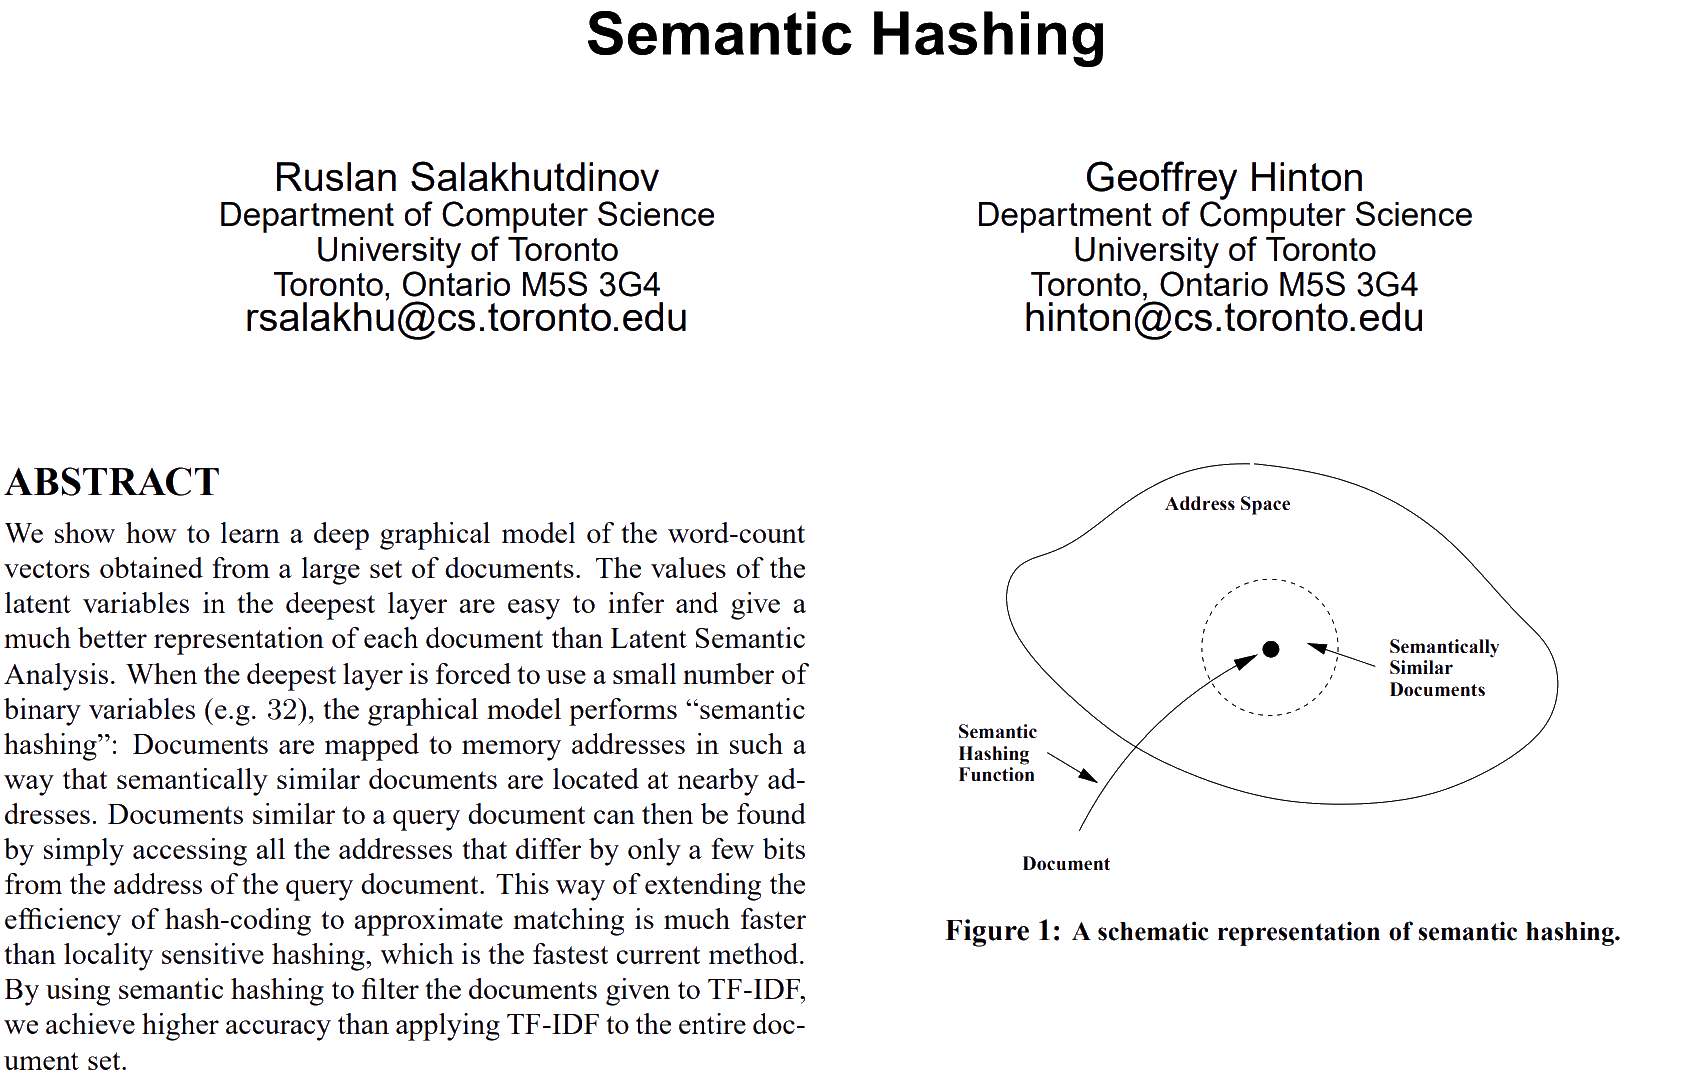 Semantic Hashing
Ruslan Salakhutdinov
Department of Computer Science
University of Toronto
Toronto, Ontario M5S 3G4
rsalakhu@cs.toronto.edu
Geoffrey Hinton
Department of Computer Science
University of Toronto
Toronto, Ontario M5S 3G4
hinton@cs.toronto.edu
ABSTRACT
We show how to learn a deep graphical model of the word-count
vectors obtained from a large set of documents. The values of the
latent variables in the deepest layer are easy to infer and give a
much better representation of each document than Latent Semantic
Analysis. When the deepest layer is forced to use a small number of
binary variables (e.g. 32), the graphical model performs “semantic
hashing”: Documents are mapped to memory addresses in such a
way that semantically similar documents are located at nearby ad-
dresses. Documents similar to a query document can then be found
by simply accessing all the addresses that differ by only a few bits
from the address of the query document. This way of extending the
efficiency of hash-coding to approximate matching is much faster
than locality sensitive hashing, which is the fastest current method.
By using semantic hashing to filter the documents given to TF-IDF,
we achieve higher accuracy than applying TF-IDF to the entire doc-
ument set.
Address Space
Semantically
Similar
Documents
Semantic
Hashing
Function
Document
Figure 1: A schematic representation of semantic hashing.